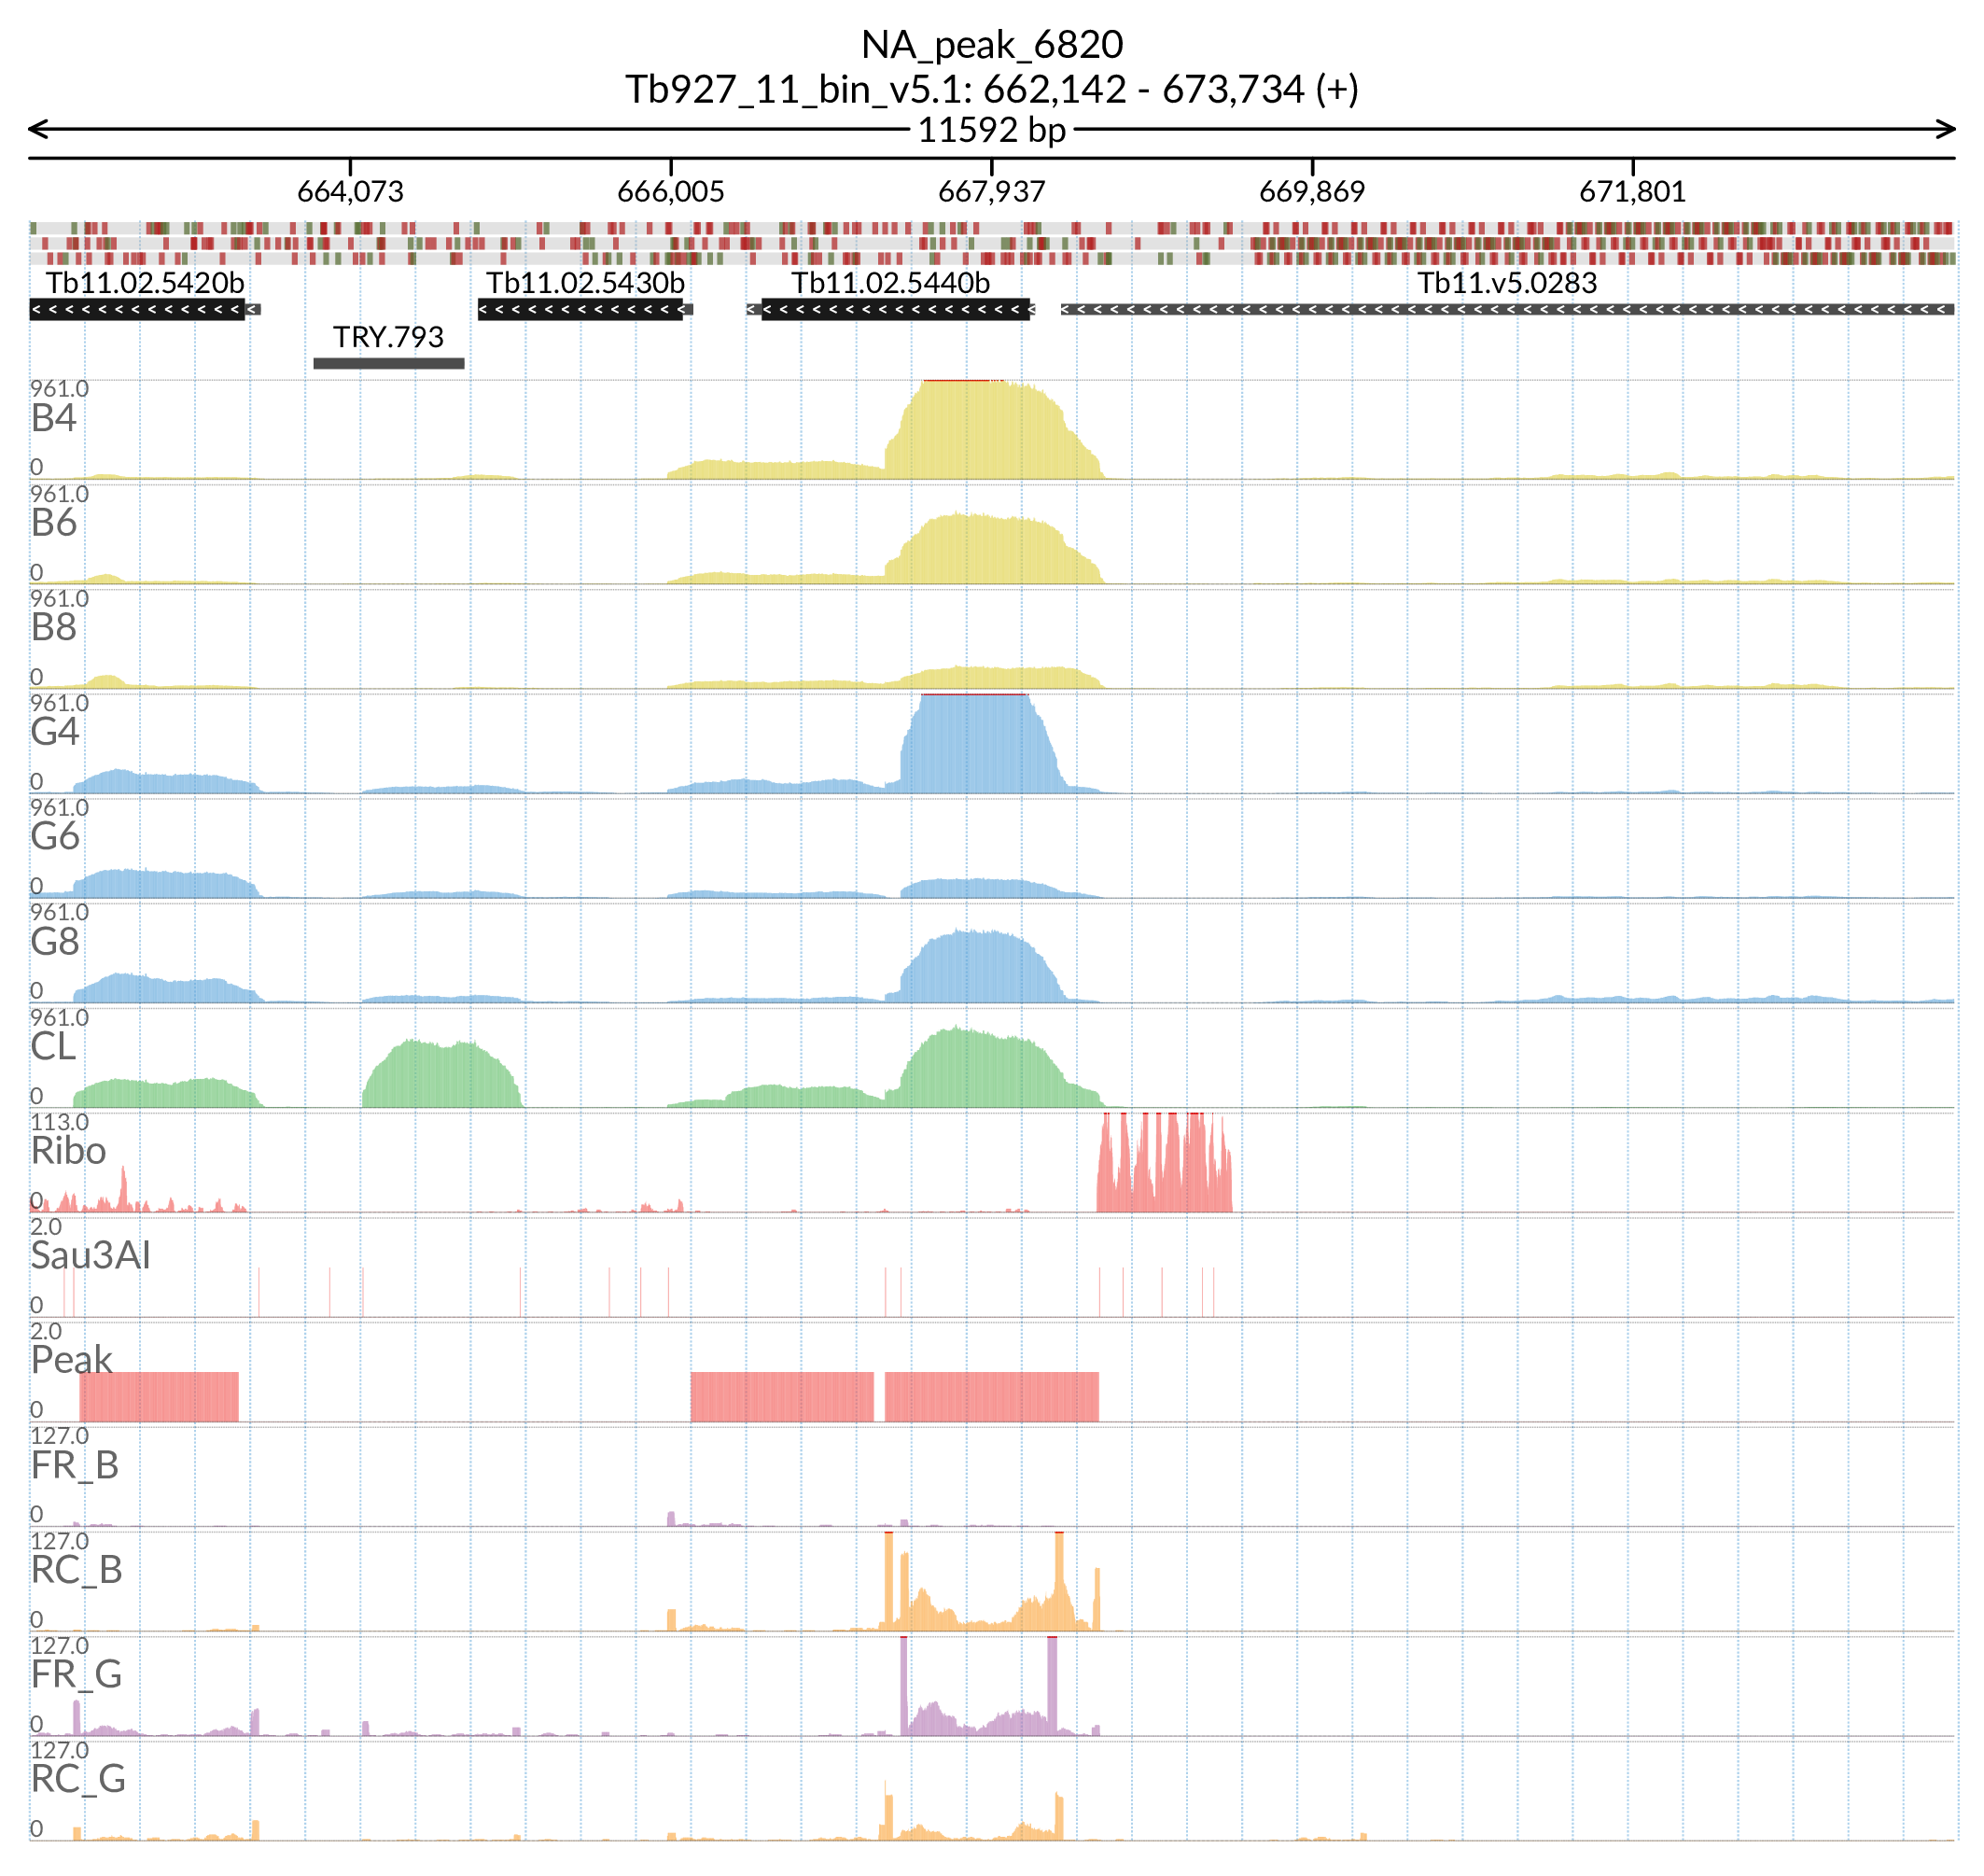 NA_peak_6820
Tb927_11_bin_v5.1: 662,142 - 673,734 (+)
11592 bp
664,073 666,005 667,937 669,869 671,801
Tb11.02.5420b Tb11.02.5430b Tb11.02.5440b Tb11.v5.0283
TRY.793
961.0
B4
0
961.0
B6
0
961.0
B8
0
961.0
G4
0
961.0
G6
0
961.0
G8
0
961.0
CL
0
113.0
Ribo
0
2.0
Sau3AI
0
2.0
Peak
0
127.0
FR_B
0
127.0
RC_B
0
127.0
FR_G
0
127.0
RC_G
0